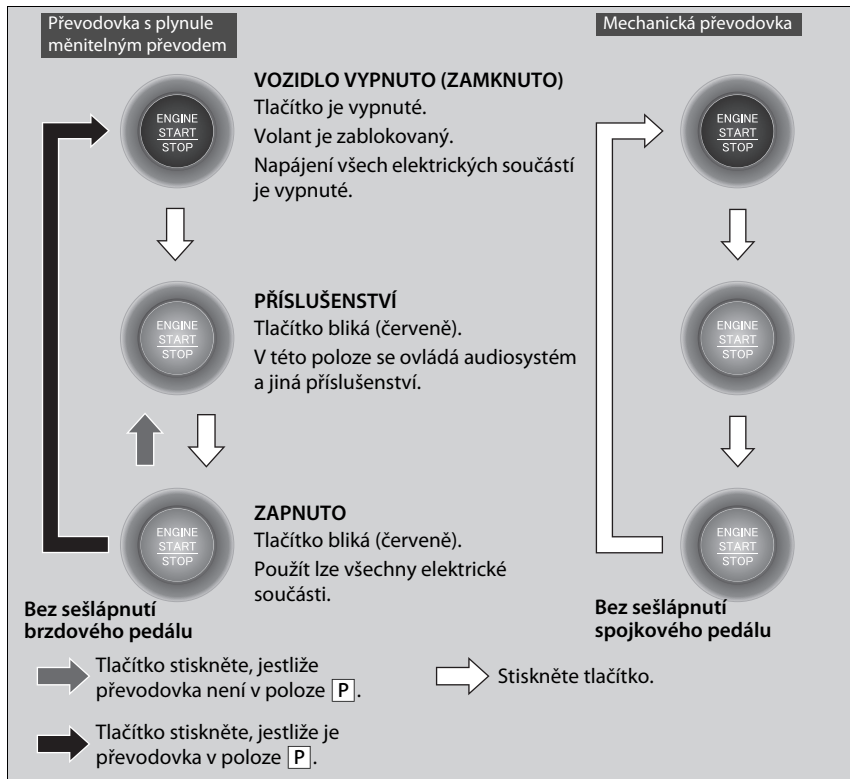 Převodovka s plynule
měnitelným převodem
Mechanická převodovka
ENGINE
START
STOP
VOZIDLO VYPNUTO (ZAMKNUTO)
Tlačítko je vypnuté.
Volant je zablokovaný.
Napájení všech elektrických součástí
je vypnuté.
ENGINE
START
STOP
ENGINE
START
STOP
PŘÍSLUŠENSTVÍ
Tlačítko bliká (červeně).
V této poloze se ovládá audiosystém
a jiná příslušenství.
ENGINE
START
STOP
ENGINE
START
STOP
ZAPNUTO
Tlačítko bliká (červeně).
Použít lze všechny elektrické
součásti.
ENGINE
START
STOP
Bez sešlápnutí
brzdového pedálu
Bez sešlápnutí
spojkového pedálu
Tlačítko stiskněte, jestliže
převodovka není v poloze P.
Stiskněte tlačítko.
Tlačítko stiskněte, jestliže je
převodovka v poloze P.